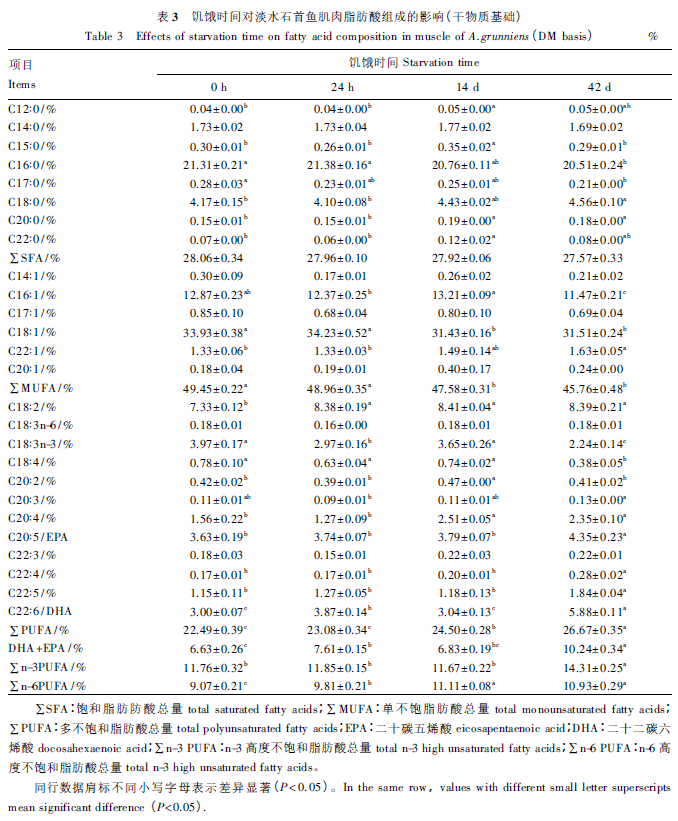 表 3 饥饿时间对淡水石首鱼肌肉脂肪酸组成的影响(干物质基础)
Table 3 Effects of starvation time on fatty acid composition in muscle of A.grunniens(DM basis) %
项目 饥饿时间 Starvation time
Items 0 h 24 h 14 d 42 d
C12:0/% 0.04±0.00b 0.04±0.00b 0.05±0.00a 0.05±0.00ab
C14:0/% 1.73±0.02 1.73±0.04 1.77±0.02 1.69±0.02
C15:0/% 0.30±0.01b 0.26±0.01b 0.35±0.02a 0.29±0.01b
C16:0/% 21.31±0.21a 21.38±0.16a 20.76±0.11ab 20.51±0.24b
C17:0/% 0.28±0.03a 0.23±0.01ab 0.25±0.01ab 0.21±0.00b
C18:0/% 4.17±0.15b 4.10±0.08b 4.43±0.02ab 4.56±0.10a
C20:0/% 0.15±0.01b 0.15±0.01b 0.19±0.00a 0.18±0.00a
C22:0/% 0.07±0.00b 0.06±0.00b 0.12±0.02a 0.08±0.00ab
∑SFA/% 28.06±0.34 27.96±0.10 27.92±0.06 27.57±0.33
C14:1/% 0.30±0.09 0.17±0.01 0.26±0.02 0.21±0.02
C16:1/% 12.87±0.23ab 12.37±0.25b 13.21±0.09a 11.47±0.21c
C17:1/% 0.85±0.10 0.68±0.04 0.80±0.10 0.69±0.04
C18:1/% 33.93±0.38a 34.23±0.52a 31.43±0.16b 31.51±0.24b
C22:1/% 1.33±0.06b 1.33±0.03b 1.49±0.14ab 1.63±0.05a
C20:1/% 0.18±0.04 0.19±0.01 0.40±0.17 0.24±0.00
∑MUFA/% 49.45±0.22a 48.96±0.35a 47.58±0.31b 45.76±0.48b
C18:2/% 7.33±0.12b 8.38±0.19a 8.41±0.04a 8.39±0.21a
C18:3n-6/% 0.18±0.01 0.16±0.00 0.18±0.01 0.18±0.01
C18:3n-3/% 3.97±0.17a 2.97±0.16b 3.65±0.26a 2.24±0.14c
C18:4/% 0.78±0.10a 0.63±0.04a 0.74±0.02a 0.38±0.05b
C20:2/% 0.42±0.02b 0.39±0.01b 0.47±0.00a 0.41±0.02b
C20:3/% 0.11±0.01ab 0.09±0.01b 0.11±0.01ab 0.13±0.00a
C20:4/% 1.56±0.22b 1.27±0.09b 2.51±0.05a 2.35±0.10a
C20:5/EPA 3.63±0.19b 3.74±0.07b 3.79±0.07b 4.35±0.23a
C22:3/% 0.18±0.03 0.15±0.01 0.22±0.03 0.22±0.01
C22:4/% 0.17±0.01b 0.17±0.01b 0.20±0.01b 0.28±0.02a
C22:5/% 1.15±0.11b 1.27±0.05b 1.18±0.13b 1.84±0.04a
C22:6/DHA 3.00±0.07c 3.87±0.14b 3.04±0.13c 5.88±0.11a
∑PUFA/% 22.49±0.39c 23.08±0.34c 24.50±0.28b 26.67±0.35a
DHA+EPA/% 6.63±0.26c 7.61±0.15b 6.83±0.19bc 10.24±0.34a
∑n-3PUFA/% 11.76±0.32b 11.85±0.15b 11.67±0.22b 14.31±0.25a
∑n-6PUFA/% 9.07±0.21c 9.81±0.21b 11.11±0.08a 10.93±0.29a
∑SFA:饱和脂肪防酸总量 total saturated fatty acids;∑MUFA:单不饱和脂肪酸总量 total monounsaturated fatty acids;
∑PUFA:多不饱和脂肪酸总量 total polyunsaturated fatty acids;EPA:二十碳五烯酸 eicosapentaenoic acid;DHA:二十二碳六
烯酸 docosahexaenoic acid;∑n-3 PUFA:n-3 高度不饱和脂肪酸总量 total n-3 high unsaturated fatty acids;∑n-6 PUFA:n-6 高
度不饱和脂肪酸总量 total n-3 high unsaturated fatty acids。
同行数据肩标不同小写字母表示差异显著(P<0.05)。In the same row, values with different small letter superscripts
mean significant difference (P<0.05).